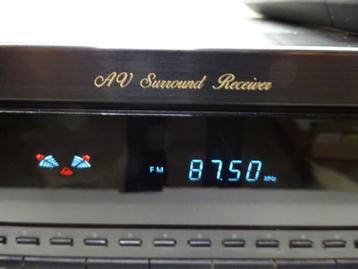 AV Surround Receiver
FM 87.50 MHz